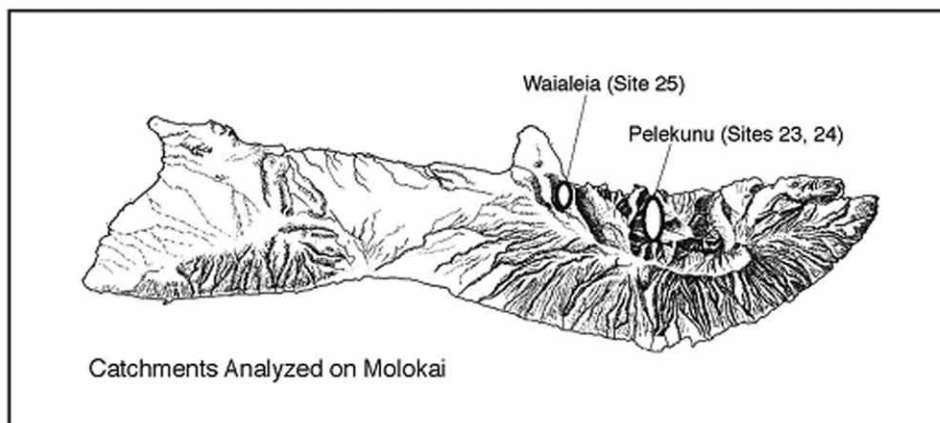 Waialeia (Site 25)
Pelekunu (Sites 23, 24)
Catchments Analyzed on Molokai